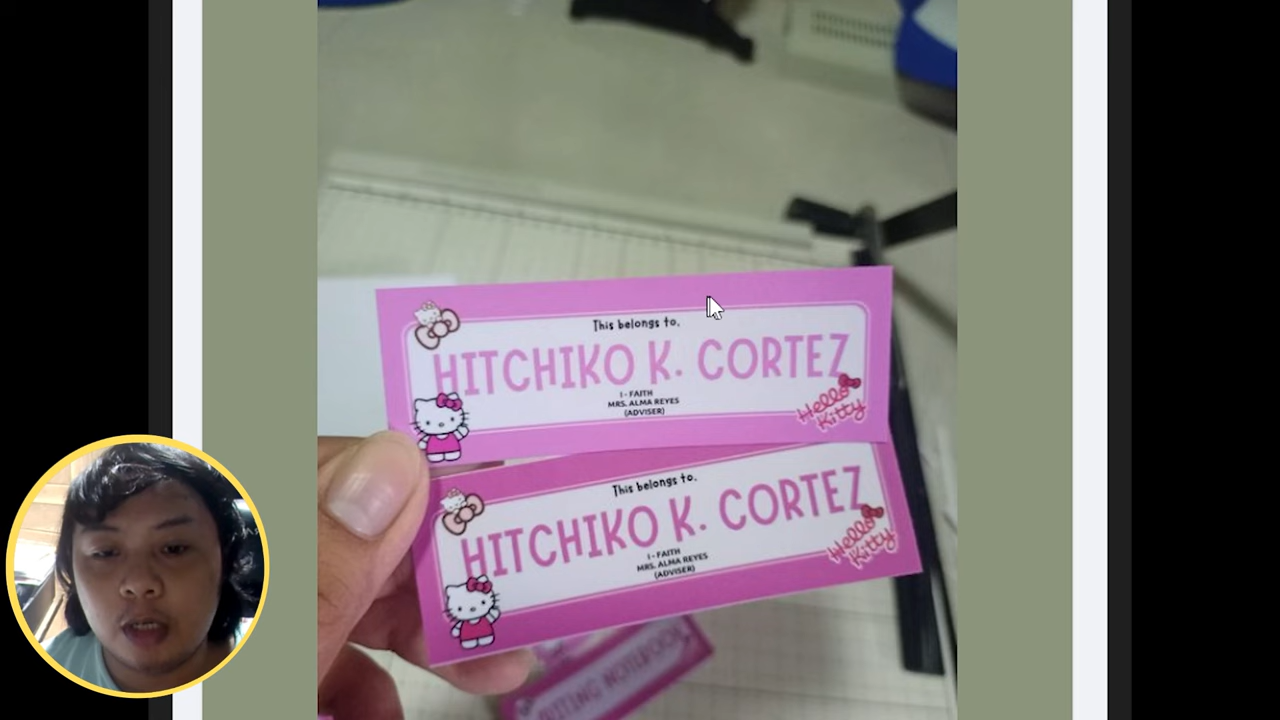 This belongs to,
HITCHIKO K. CORTEZ
I - FAITH
MRS. ALMA REYES
(ADVISER)
Hello
Kitty
This belongs to,
HITCHIKO K. CORTEZ
I - FAITH
MRS. ALMA REYES
(ADVISER)
Hello
Kitty
NOTEBOOK